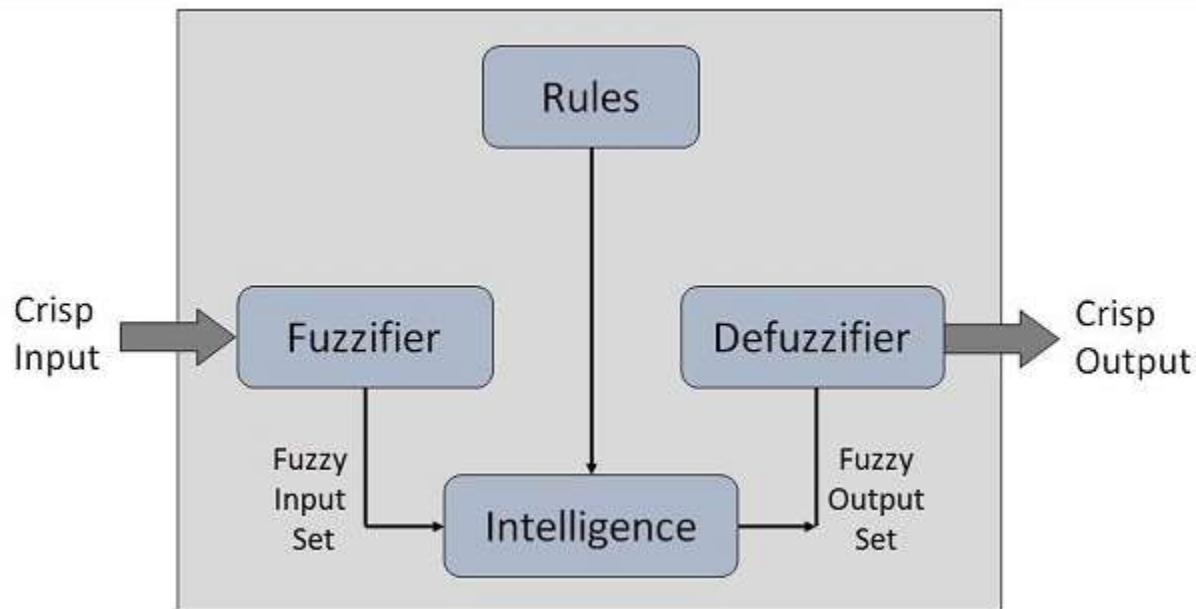 Rules
Crisp
Input
Fuzzifier
Defuzzifier
Crisp
Output
Fuzzy
Input
Set
Intelligence
Fuzzy
Output
Set